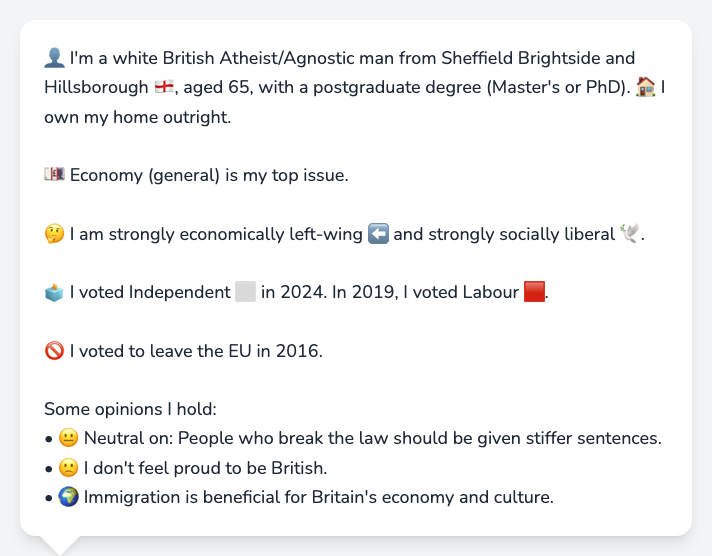 👤 I'm a white British Atheist/Agnostic man from Sheffield Brightside and
Hillsborough 🏴󠁧󠁢󠁥󠁮󠁧󠁿, aged 65, with a postgraduate degree (Master's or PhD). 🏠 I
own my home outright.
💷 Economy (general) is my top issue.
🤔 I am strongly economically left-wing ⬅️ and strongly socially liberal 🕊️.
🗳️ I voted Independent ⬜ in 2024. In 2019, I voted Labour 🟥.
🚫 I voted to leave the EU in 2016.
Some opinions I hold:
• 😐 Neutral on: People who break the law should be given stiffer sentences.
• 🙁 I don't feel proud to be British.
• 🌍 Immigration is beneficial for Britain's economy and culture.